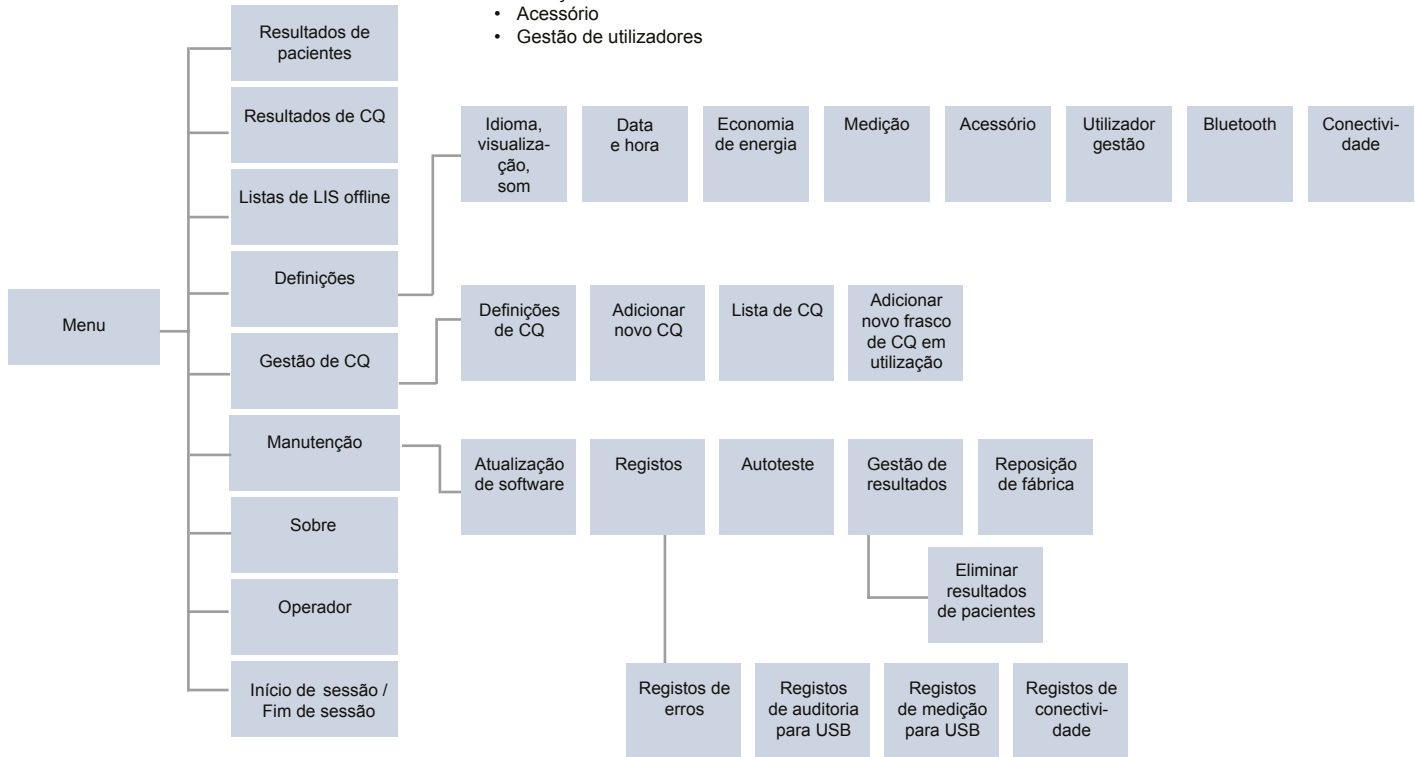 • Acessório
• Gestão de utilizadores
Resultados de
pacientes
Resultados de CQ
Listas de LIS offline
Definições
Gestão de CQ
Manutenção
Sobre
Operador
Início de sessão /
Fim de sessão
Menu
Idioma,
visualiza-
ção,
som
Data
e hora
Economia
de energia
Medição
Acessório
Utilizador
gestão
Bluetooth
Conectivi-
dade
Definições
de CQ
Adicionar
novo CQ
Lista de CQ
Adicionar
novo frasco
de CQ em
utilização
Atualização
de software
Registos
Autoteste
Gestão de
resultados
Reposição
de fábrica
Eliminar
resultados
de pacientes
Registos de
erros
Registos
de auditoria
para USB
Registos
de medição
para USB
Registos de
conectivi-
dade